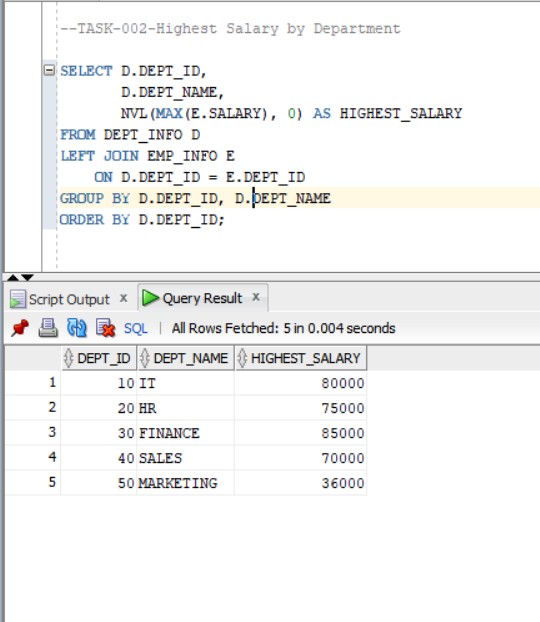 --TASK-002-Highest Salary by Department
SELECT D.DEPT_ID,
D.DEPT_NAME,
NVL(MAX(E.SALARY), 0) AS HIGHEST_SALARY
FROM DEPT_INFO D
LEFT JOIN EMP_INFO E
ON D.DEPT_ID = E.DEPT_ID
GROUP BY D.DEPT_ID, D.DEPT_NAME
ORDER BY D.DEPT_ID;
Script Output x Query Result x
SQL | All Rows Fetched: 5 in 0.004 seconds
DEPT_ID DEPT_NAME HIGHEST_SALARY
1 10 IT 80000
2 20 HR 75000
3 30 FINANCE 85000
4 40 SALES 70000
5 50 MARKETING 36000